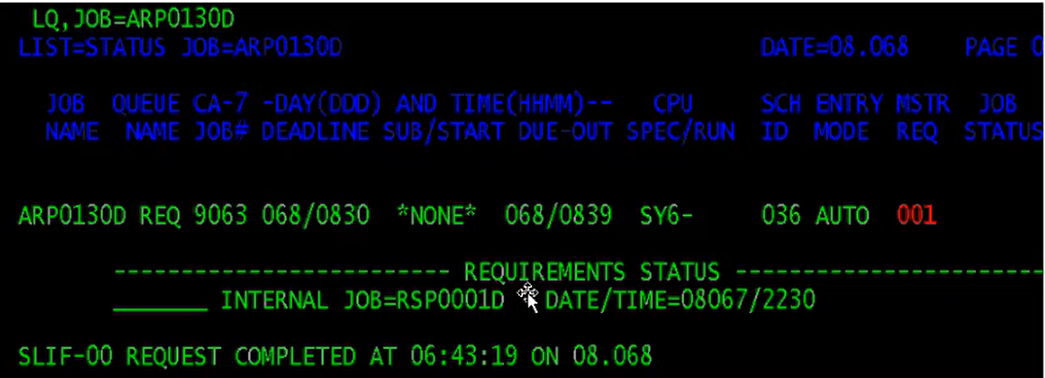 LQ,JOB=ARP0130D
LIST=STATUS JOB=ARP0130D DATE=08.068 PAGE 0
JOB QUEUE CA-7 -DAY(DDD) AND TIME(HHMM)-- CPU SCH ENTRY MSTR JOB
NAME NAME JOB# DEADLINE SUB/START DUE-OUT SPEC/RUN ID MODE REQ STATUS
ARP0130D REQ 9063 068/0830 *NONE* 068/0839 SY6- 036 AUTO 001
------------------------- REQUIREMENTS STATUS -----------------------
_______ INTERNAL JOB=RSP0001D DATE/TIME=08067/2230
SLIF-00 REQUEST COMPLETED AT 06:43:19 ON 08.068